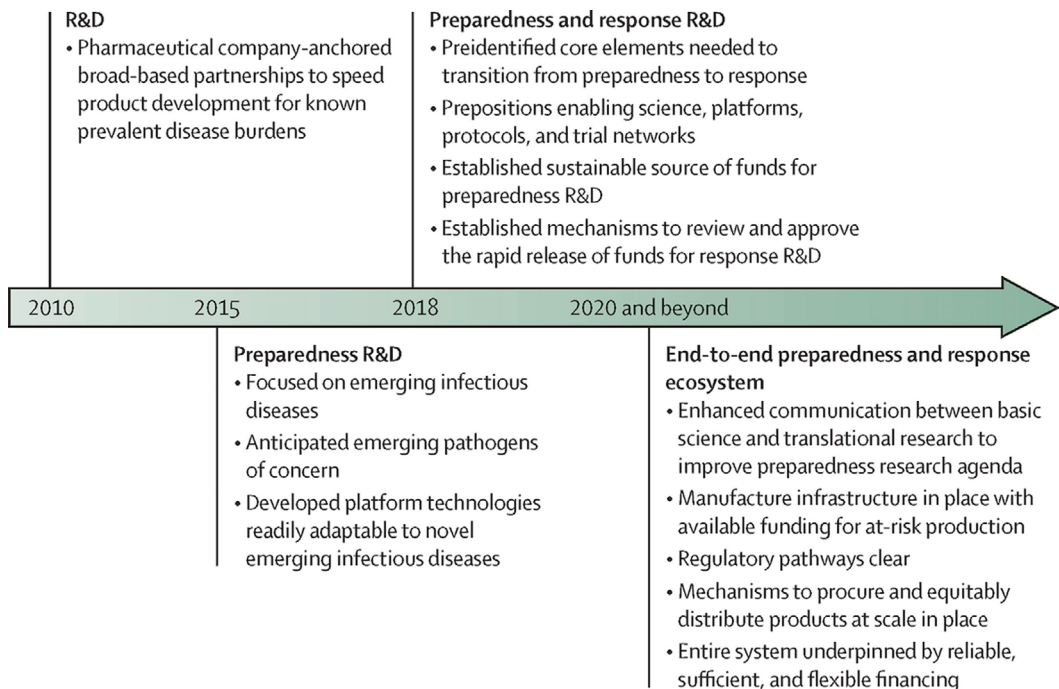 R&D
• Pharmaceutical company-anchored
broad-based partnerships to speed
product development for known
prevalent disease burdens
Preparedness and response R&D
• Preidentified core elements needed to
transition from preparedness to response
• Prepositions enabling science, platforms,
protocols, and trial networks
• Established sustainable source of funds for
preparedness R&D
• Established mechanisms to review and approve
the rapid release of funds for response R&D
2010
2015
2018
2020 and beyond
Preparedness R&D
• Focused on emerging infectious
diseases
• Anticipated emerging pathogens
of concern
• Developed platform technologies
readily adaptable to novel
emerging infectious diseases
End-to-end preparedness and response
ecosystem
• Enhanced communication between basic
science and translational research to
improve preparedness research agenda
• Manufacture infrastructure in place with
available funding for at-risk production
• Regulatory pathways clear
• Mechanisms to procure and equitably
distribute products at scale in place
• Entire system underpinned by reliable,
sufficient, and flexible financing